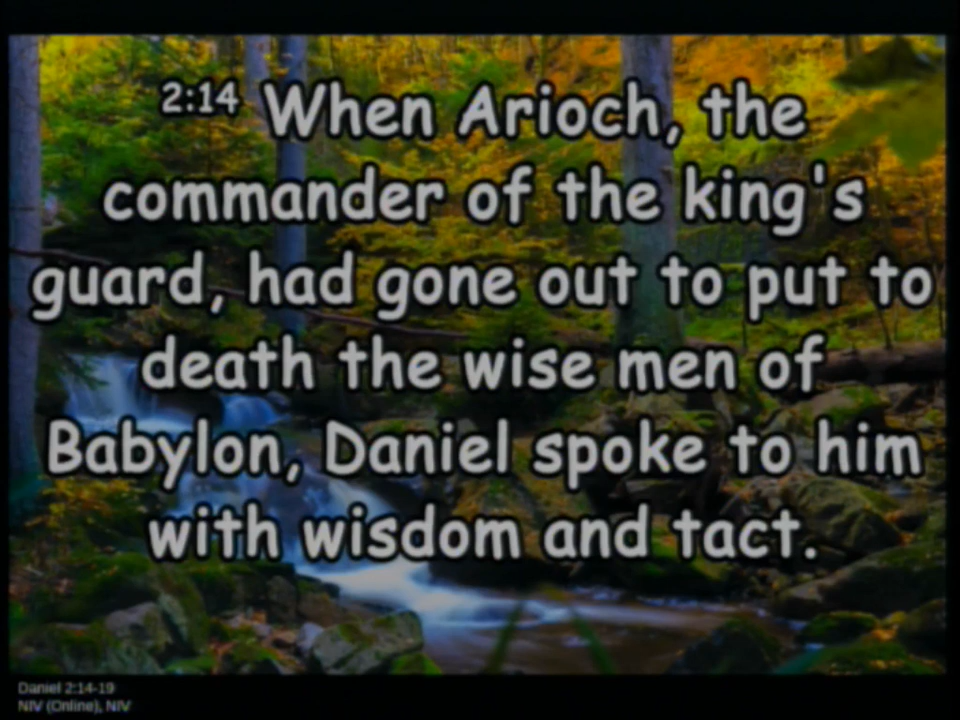 2:14 When Arioch, the
commander of the king's
guard, had gone out to put to
death the wise men of
Babylon, Daniel spoke to him
with wisdom and tact.
Daniel 2:14-19
NIV (Online), NIV